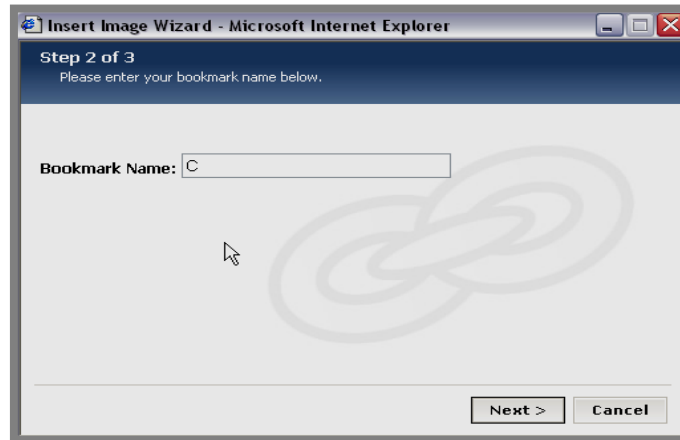 Insert Image Wizard - Microsoft Internet Explorer
Step 2 of 3
Please enter your bookmark name below.
Bookmark Name: C
Next > Cancel